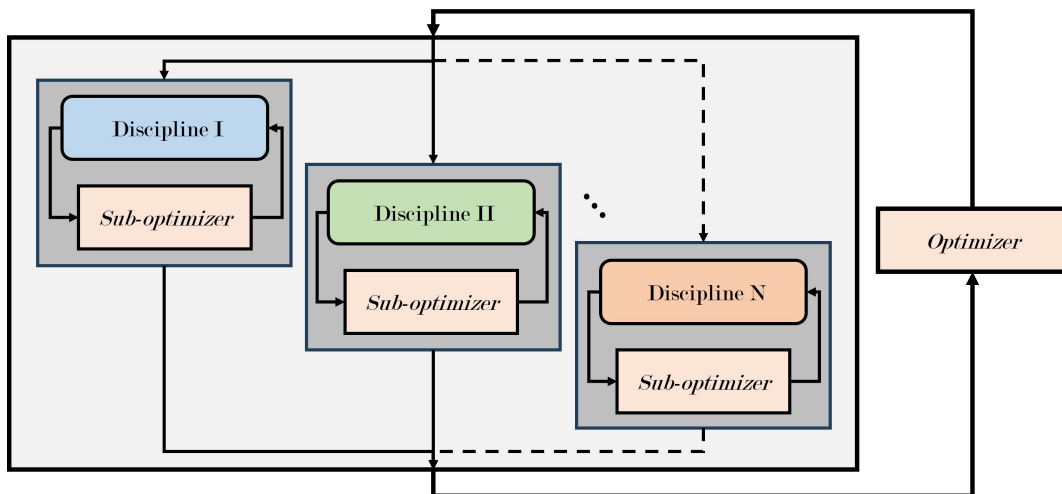 Discipline I
Sub-optimizer
Discipline II
Sub-optimizer
Discipline N
Sub-optimizer
Optimizer